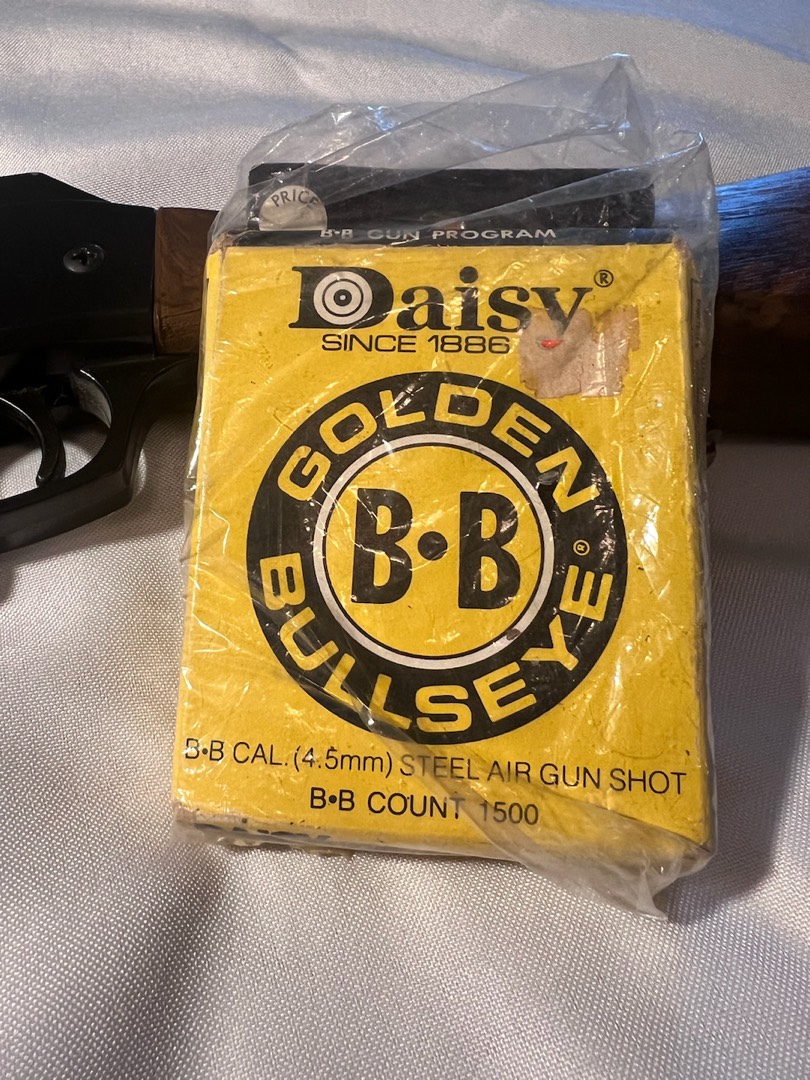 PRICE
B•B GUN PROGRAM
Daisy®
SINCE 1886
GOLDEN
B•B
BULLSEYE®
B•B CAL. (4.5mm) STEEL AIR GUN SHOT
B•B COUNT 1500